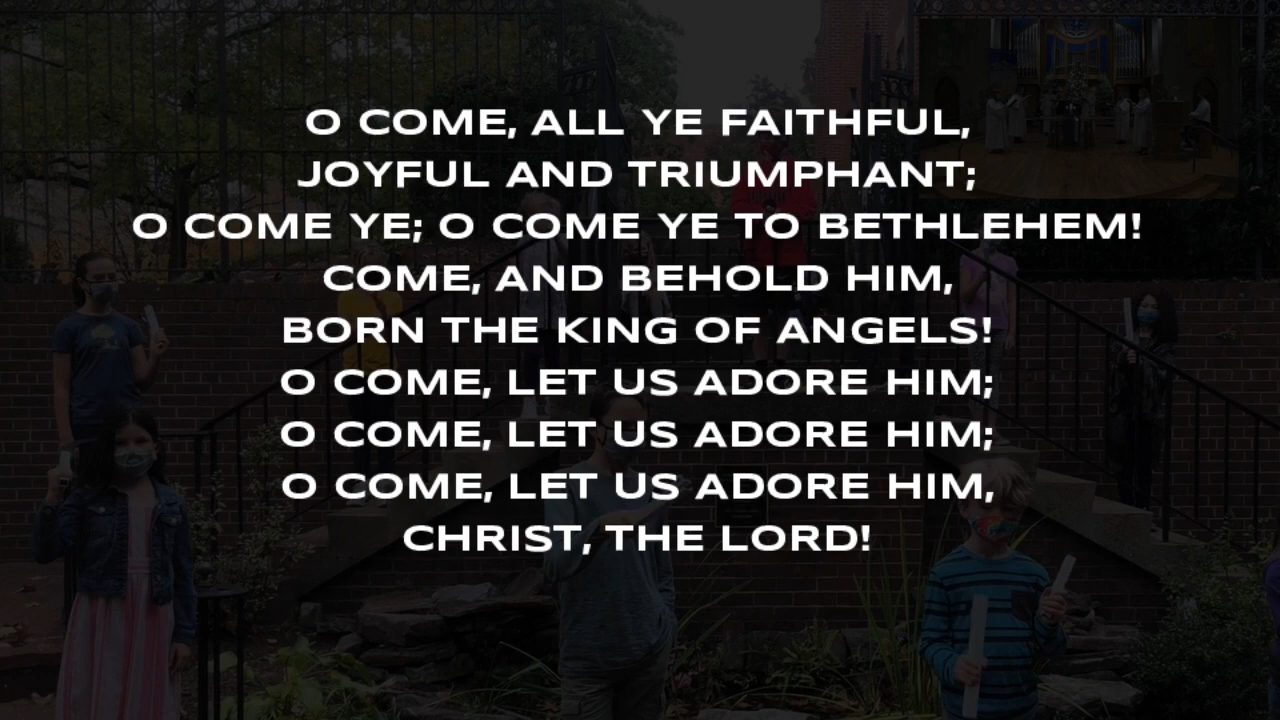 O COME, ALL YE FAITHFUL,
JOYFUL AND TRIUMPHANT;
O COME YE; O COME YE TO BETHLEHEM!
COME, AND BEHOLD HIM,
BORN THE KING OF ANGELS!
O COME, LET US ADORE HIM;
O COME, LET US ADORE HIM;
O COME, LET US ADORE HIM,
CHRIST, THE LORD!